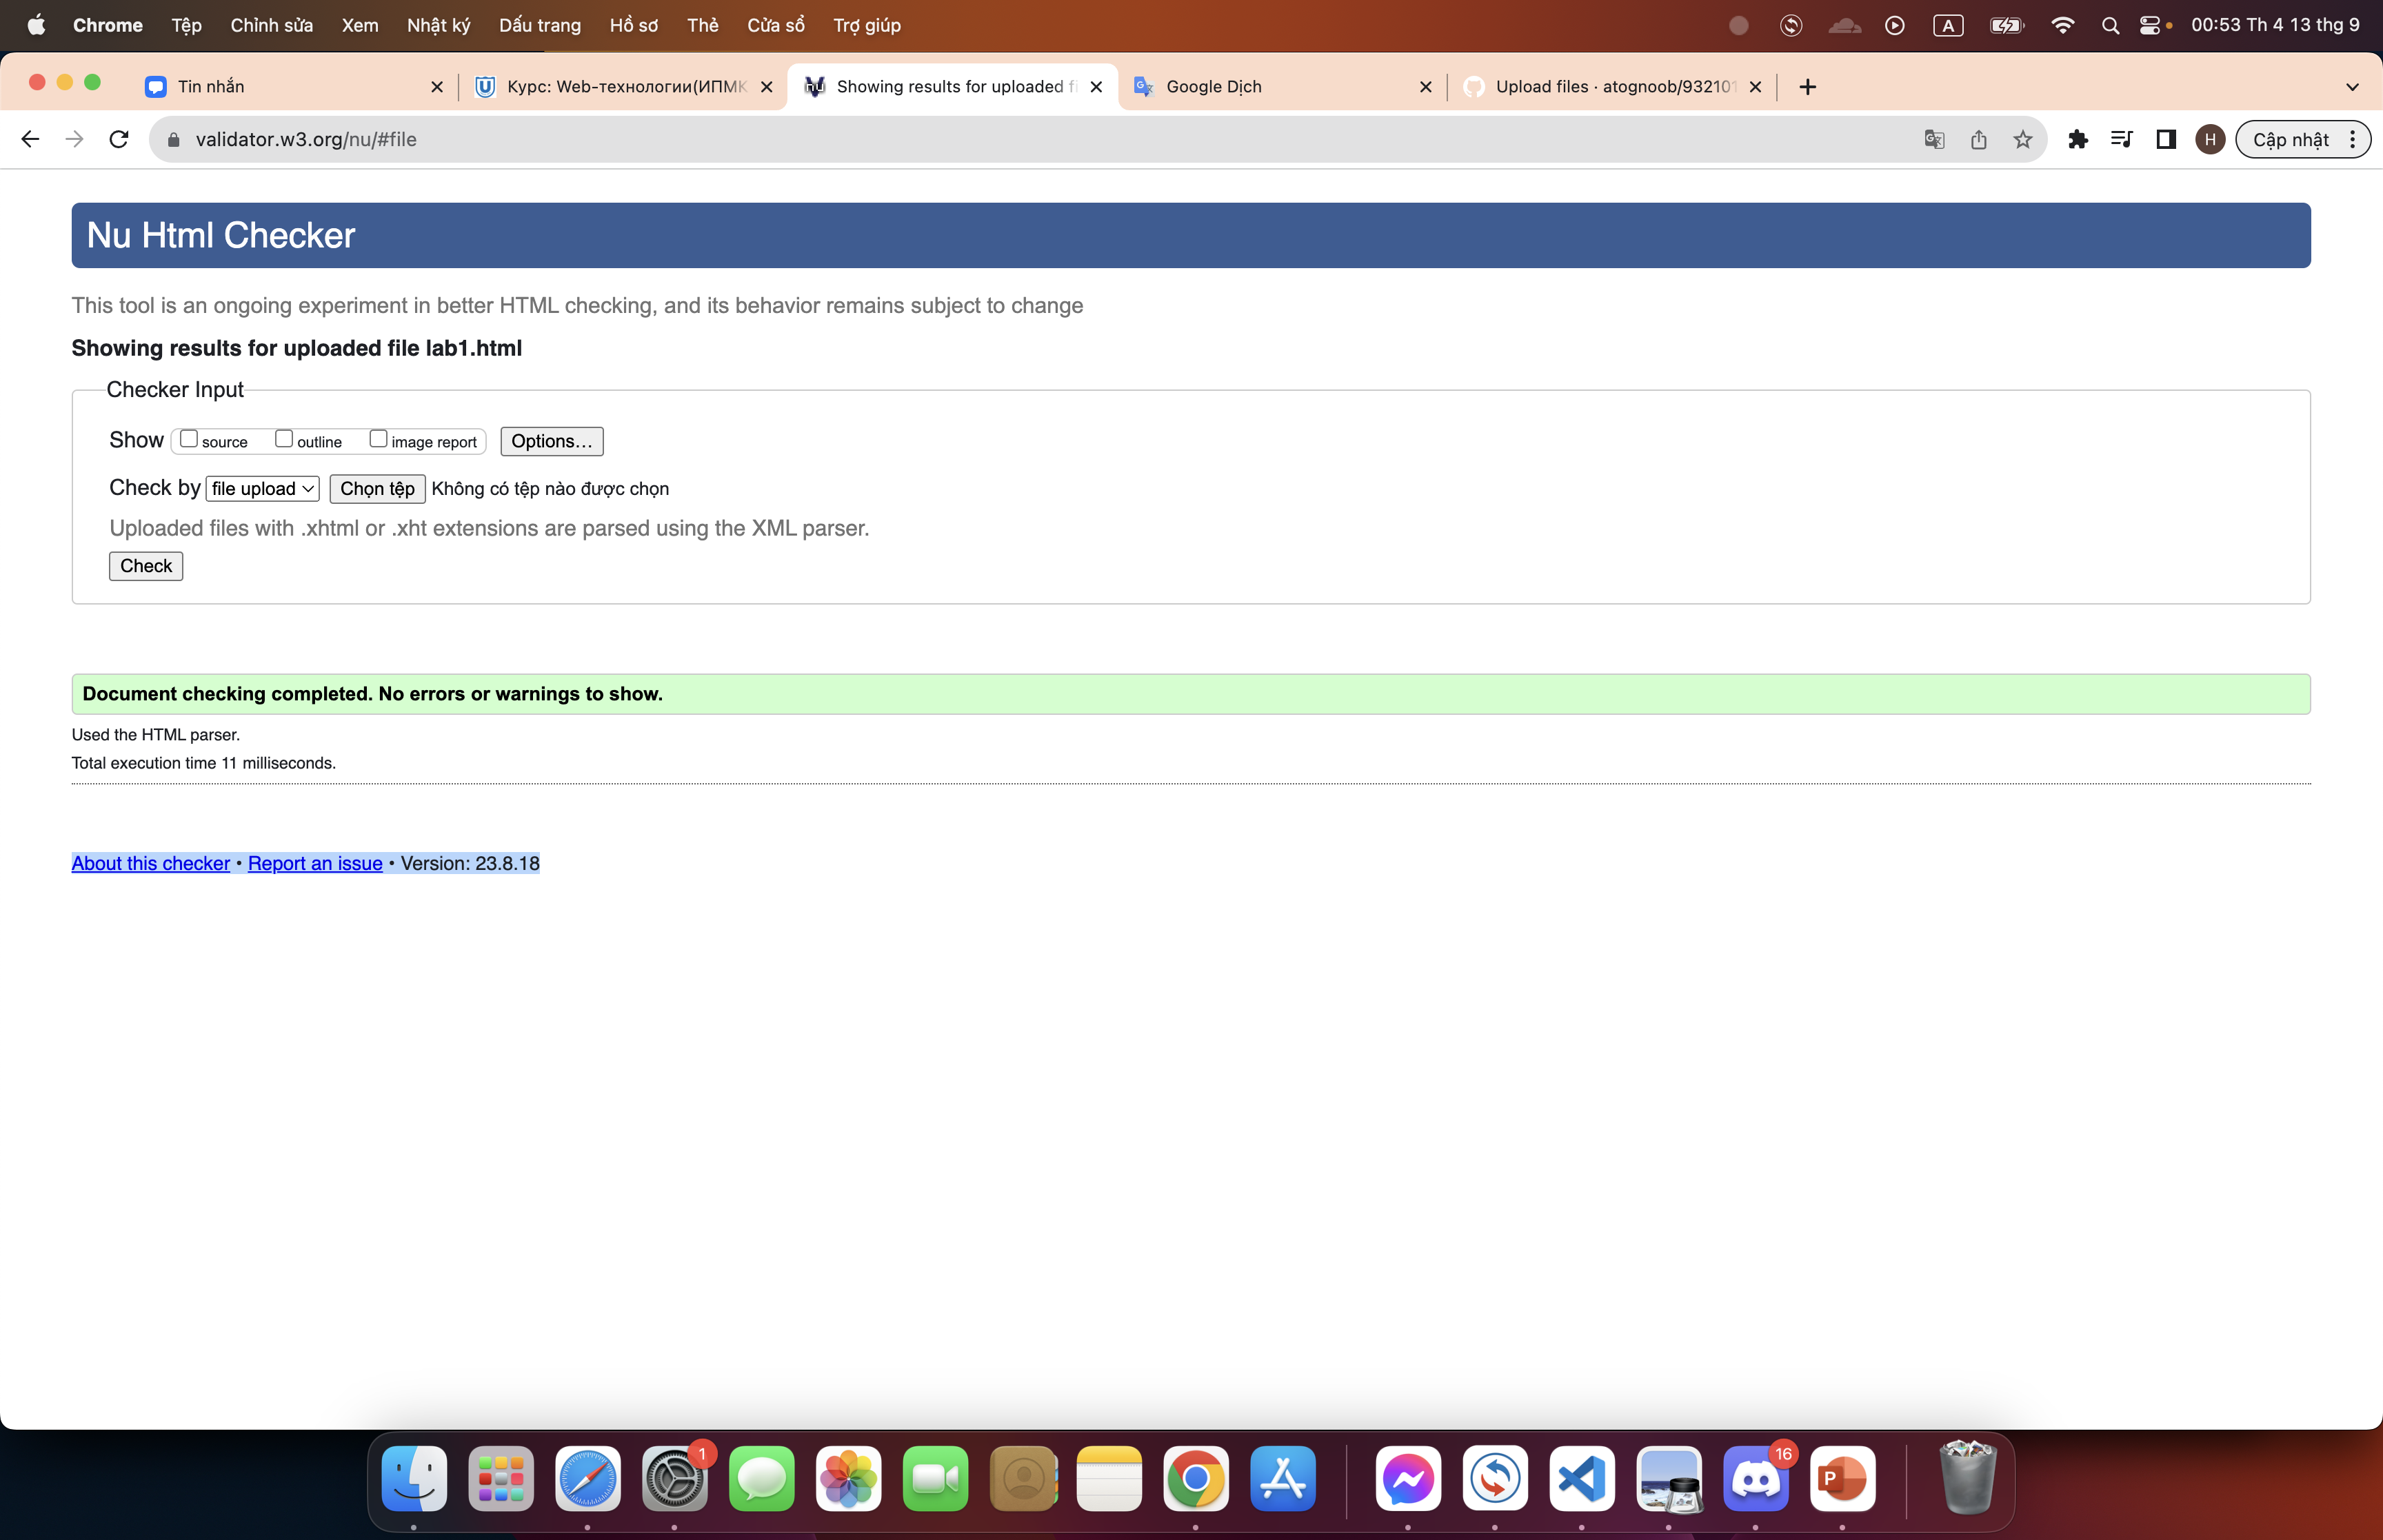 Chrome Tệp Chỉnh sửa Xem Nhật ký Dấu trang Hồ sơ Thẻ Cửa sổ Trợ giúp A 00:53 Th 4 13 thg 9
Tin nhắn Курс: Web-технологии(ИПМК Showing results for uploaded fi Google Dịch Upload files · atognoob/932101
validator.w3.org/nu/#file H Cập nhật
Nu Html Checker
This tool is an ongoing experiment in better HTML checking, and its behavior remains subject to change
Showing results for uploaded file lab1.html
Checker Input
Show source outline image report Options...
Check by file upload Chọn tệp Không có tệp nào được chọn
Uploaded files with .xhtml or .xht extensions are parsed using the XML parser.
Check
Document checking completed. No errors or warnings to show.
Used the HTML parser.
Total execution time 11 milliseconds.
About this checker • Report an issue • Version: 23.8.18
1 16
P